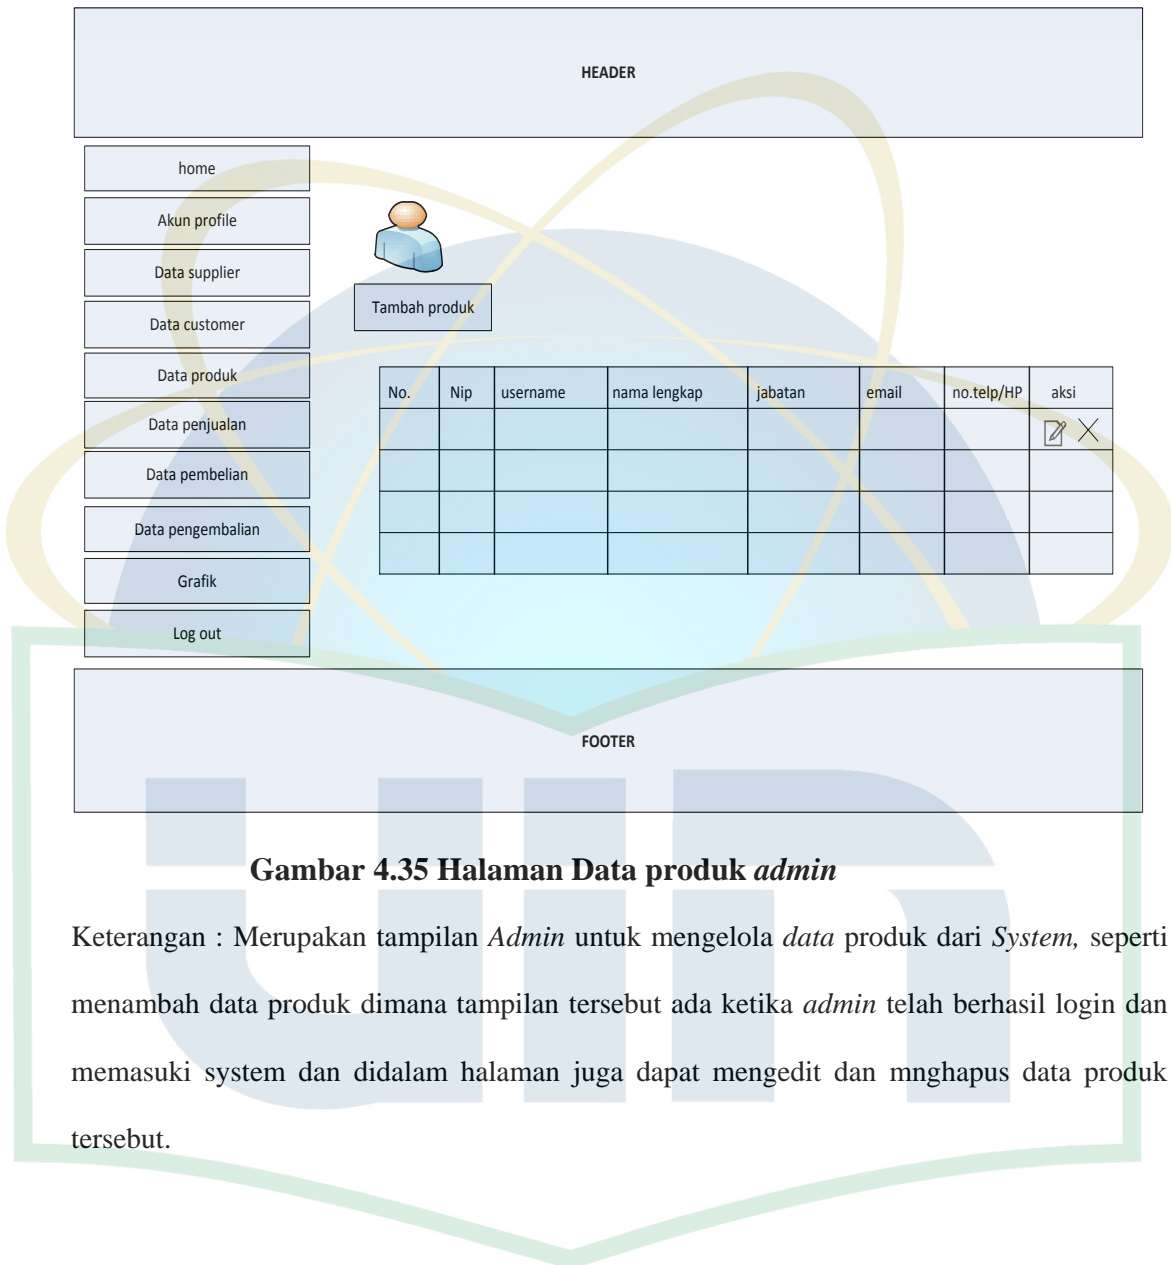 HEADER
home
Akun profile
Data supplier
Data customer
Data produk
Data penjualan
Data pembelian
Data pengembalian
Grafik
Log out
Tambah produk
No. Nip username nama lengkap jabatan email no.telp/HP aksi
FOOTER
Gambar 4.35 Halaman Data produk admin
Keterangan : Merupakan tampilan Admin untuk mengelola data produk dari System, seperti
menambah data produk dimana tampilan tersebut ada ketika admin telah berhasil login dan
memasuki system dan didalam halaman juga dapat mengedit dan mnghapus data produk
tersebut.
uin